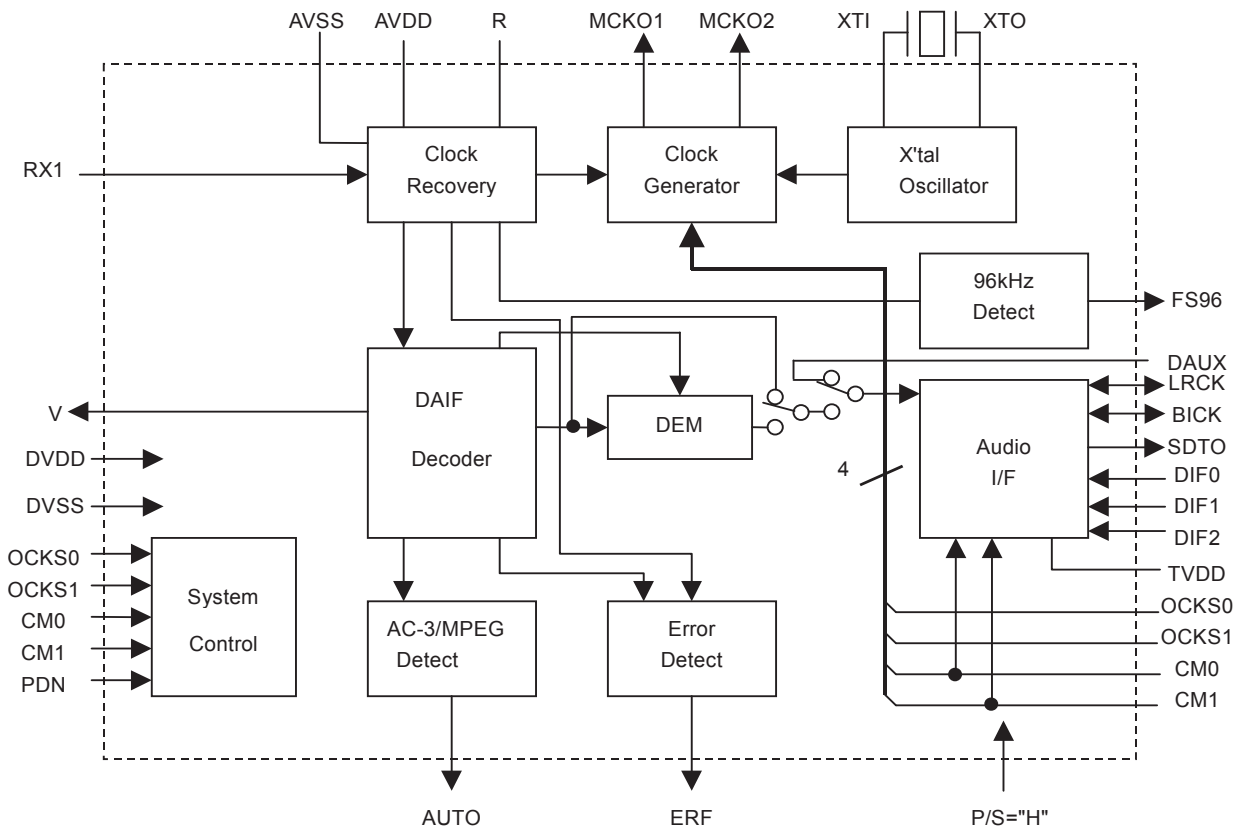 AVSS AVDD R MCKO1 MCKO2 XTI XTO
RX1
Clock
Recovery
Clock
Generator
X'tal
Oscillator
96kHz
Detect
FS96
DAUX
LRCK
BICK
SDTO
DIF0
DIF1
DIF2
TVDD
OCKS0
OCKS1
CM0
CM1
V
DVDD
DVSS
OCKS0
OCKS1
CM0
CM1
PDN
System
Control
DAIF
Decoder
DEM
4
Audio
I/F
AC-3/MPEG
Detect
Error
Detect
AUTO
ERF
P/S="H"